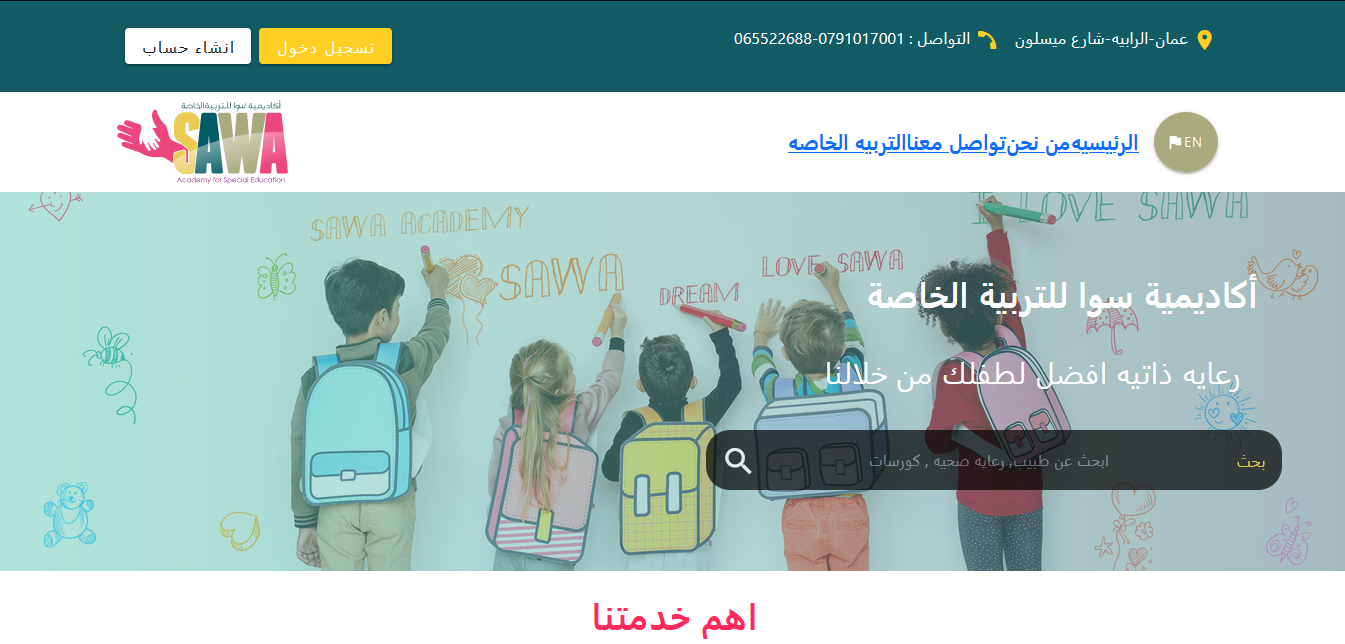 عمان-الرابيه-شارع ميسلون
التواصل : 0791017001-065522688
تسجيل دخول
انشاء حساب
EN
الرئيسيهمن نحنتواصل معناالتربيه الخاصه
أكاديمية سوا للتربية الخاصة
SAWA
Academy for Special Education
I LOVE SAWA
SAWA ACADEMY
SAWA
LOVE SAWA
DREAM
أكاديمية سوا للتربية الخاصة
رعايه ذاتيه افضل لطفلك من خلالنا
ابحث عن طبيب, رعايه صحيه , كورسات
بحث
اهم خدمتنا